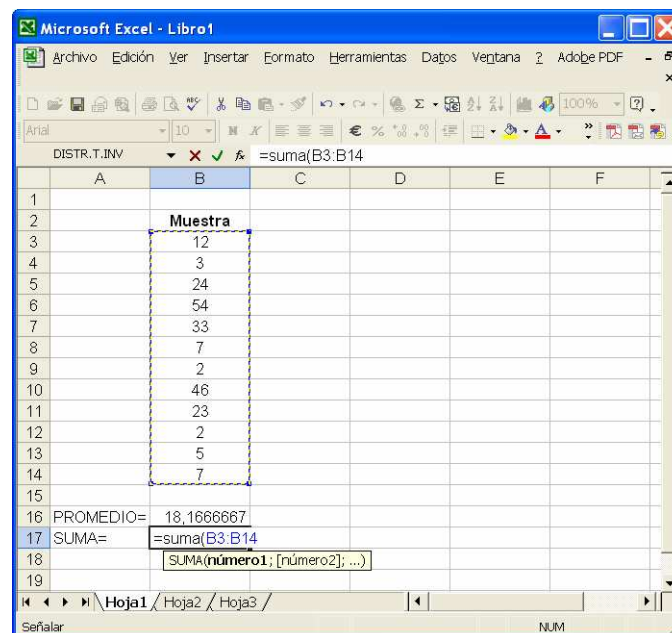 Microsoft Excel - Libro1
Archivo Edición Ver Insertar Formato Herramientas Datos Ventana ? Adobe PDF
100%
Arial 10 N K € % 000
DISTR.T.INV =suma(B3:B14
A B C D E F
1
2 Muestra
3 12
4 3
5 24
6 54
7 33
8 7
9 2
10 46
11 23
12 2
13 5
14 7
15
16 PROMEDIO= 18,1666667
17 SUMA= =suma(B3:B14
18 SUMA(número1; [número2]; ...)
19
Hoja1 Hoja2 Hoja3
Señalar NUM